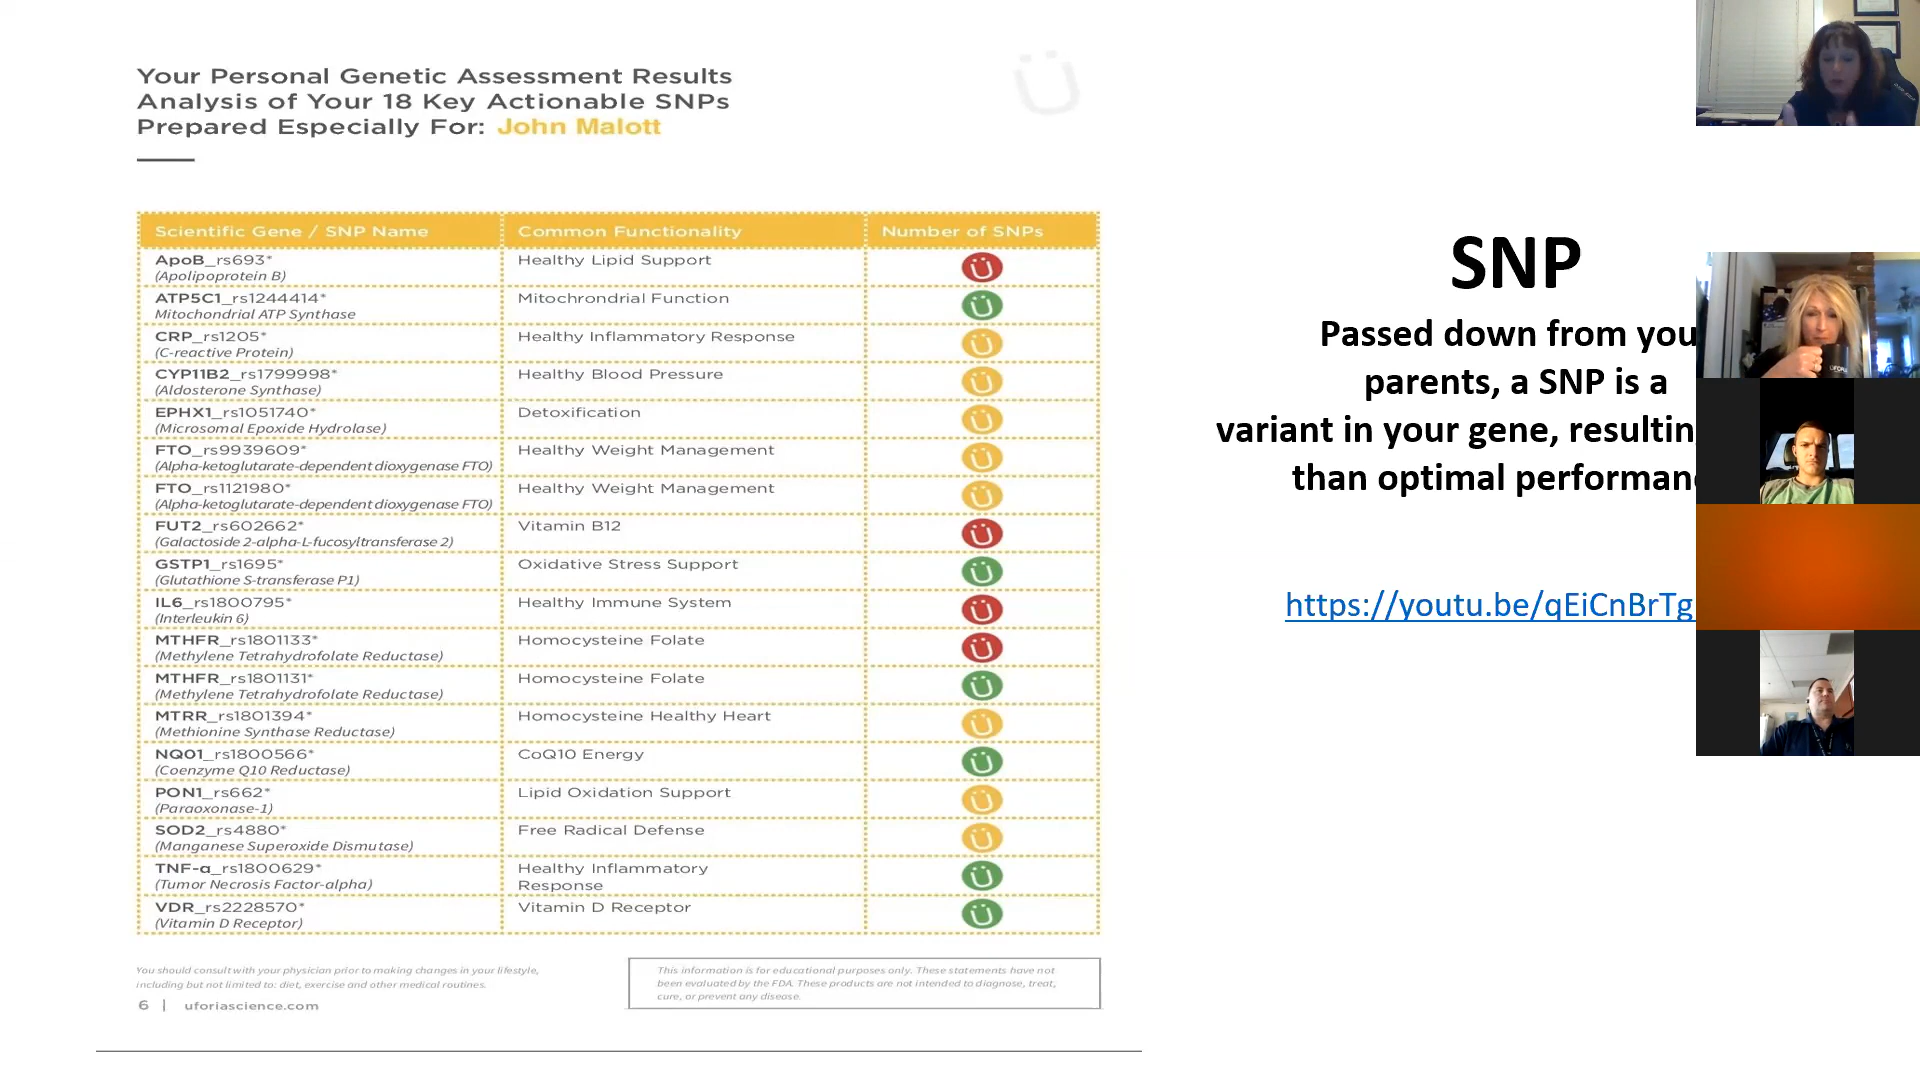 Your Personal Genetic Assessment Results
Analysis of Your 18 Key Actionable SNPs
Prepared Especially For: John Malott
Ü
Scientific Gene / SNP Name Common Functionality Number of SNPs
ApoB_rs693* Healthy Lipid Support Ü
(Apolipoprotein B)
ATP5C1_rs1244414* Mitochrondrial Function Ü
Mitochondrial ATP Synthase
CRP_rs1205* Healthy Inflammatory Response Ü
(C-reactive Protein)
CYP11B2_rs1799998* Healthy Blood Pressure Ü
(Aldosterone Synthase)
EPHX1_rs1051740* Detoxification Ü
(Microsomal Epoxide Hydrolase)
FTO_rs9939609* Healthy Weight Management Ü
(Alpha-ketoglutarate-dependent dioxygenase FTO)
FTO_rs1121980* Healthy Weight Management Ü
(Alpha-ketoglutarate-dependent dioxygenase FTO)
FUT2_rs602662* Vitamin B12 Ü
(Galactoside 2-alpha-L-fucosyltransferase 2)
GSTP1_rs1695* Oxidative Stress Support Ü
(Glutathione S-transferase P1)
IL6_rs1800795* Healthy Immune System Ü
(Interleukin 6)
MTHFR_rs1801133* Homocysteine Folate Ü
(Methylene Tetrahydrofolate Reductase)
MTHFR_rs1801131* Homocysteine Folate Ü
(Methylene Tetrahydrofolate Reductase)
MTRR_rs1801394* Homocysteine Healthy Heart Ü
(Methionine Synthase Reductase)
NQ01_rs1800566* CoQ10 Energy Ü
(Coenzyme Q10 Reductase)
PON1_rs662* Lipid Oxidation Support Ü
(Paraoxonase-1)
SOD2_rs4880* Free Radical Defense Ü
(Manganese Superoxide Dismutase)
TNF-α_rs1800629* Healthy Inflammatory Ü
(Tumor Necrosis Factor-alpha) Response
VDR_rs2228570* Vitamin D Receptor Ü
(Vitamin D Receptor)
You should consult with your physician prior to making changes in your lifestyle,
including but not limited to: diet, exercise and other medical routines.
6 | uforiascience.com
This information is for educational purposes only. These statements have not
been evaluated by the FDA. These products are not intended to diagnose, treat,
cure, or prevent any disease.
SNP
Passed down from you
parents, a SNP is a
variant in your gene, resultin
than optimal performan
https://youtu.be/qEiCnBrTg